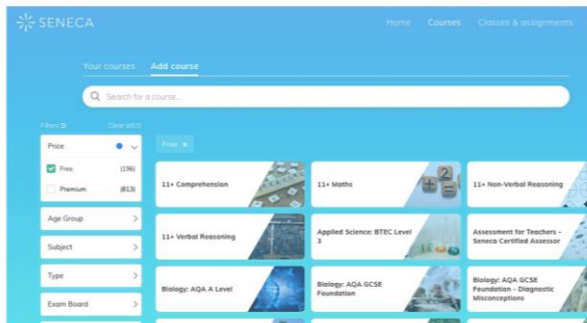 SENECA
Home Courses Classes & assignments
Your courses Add course
Search for a course...
Filters
Clear all
Price
Free (196)
Premium (813)
Age Group
Subject
Type
Exam Board
Free x
11+ Comprehension
11+ Maths
11+ Non-Verbal Reasoning
11+ Verbal Reasoning
Applied Science: BTEC Level
3
Assessment for Teachers -
Seneca Certified Assessor
Biology: AQA A Level
Biology: AQA GCSE
Foundation
Biology: AQA GCSE
Foundation - Diagnostic
Misconceptions